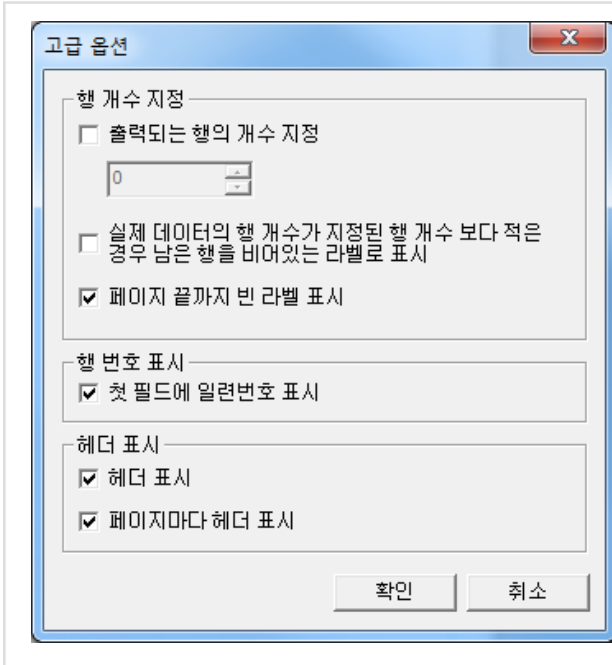 고급 옵션
행 개수 지정
출력되는 행의 개수 지정
0
실제 데이터의 행 개수가 지정된 행 개수 보다 적은
경우 남은 행을 비어있는 라벨로 표시
페이지 끝까지 빈 라벨 표시
행 번호 표시
첫 필드에 일련번호 표시
헤더 표시
헤더 표시
페이지마다 헤더 표시
확인
취소